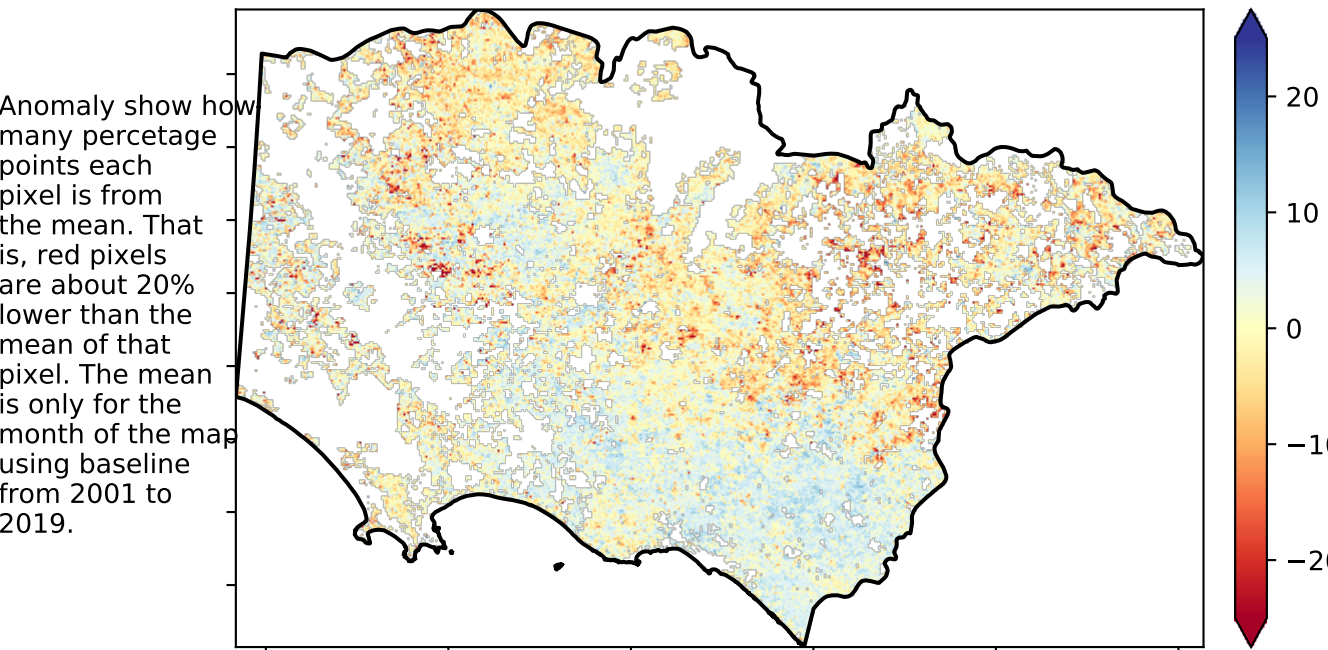 Anomaly show how
many percetage
points each
pixel is from
the mean. That
is, red pixels
are about 20%
lower than the
mean of that
pixel. The mean
is only for the
month of the map
using baseline
from 2001 to
2019.
20
10
0
−10
−20